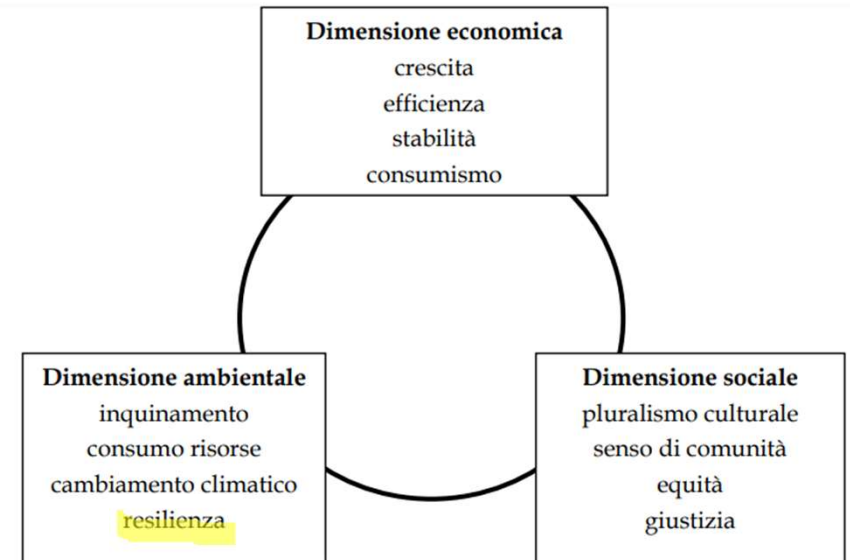 Dimensione economica
crescita
efficienza
stabilità
consumismo
Dimensione ambientale
inquinamento
consumo risorse
cambiamento climatico
resilienza
Dimensione sociale
pluralismo culturale
senso di comunità
equità
giustizia